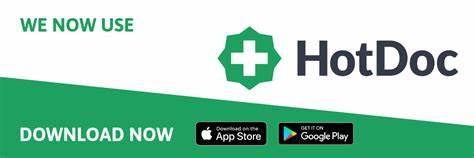 WE NOW USE
HotDoc
DOWNLOAD NOW
Download on the
App Store
GET IT ON
Google Play